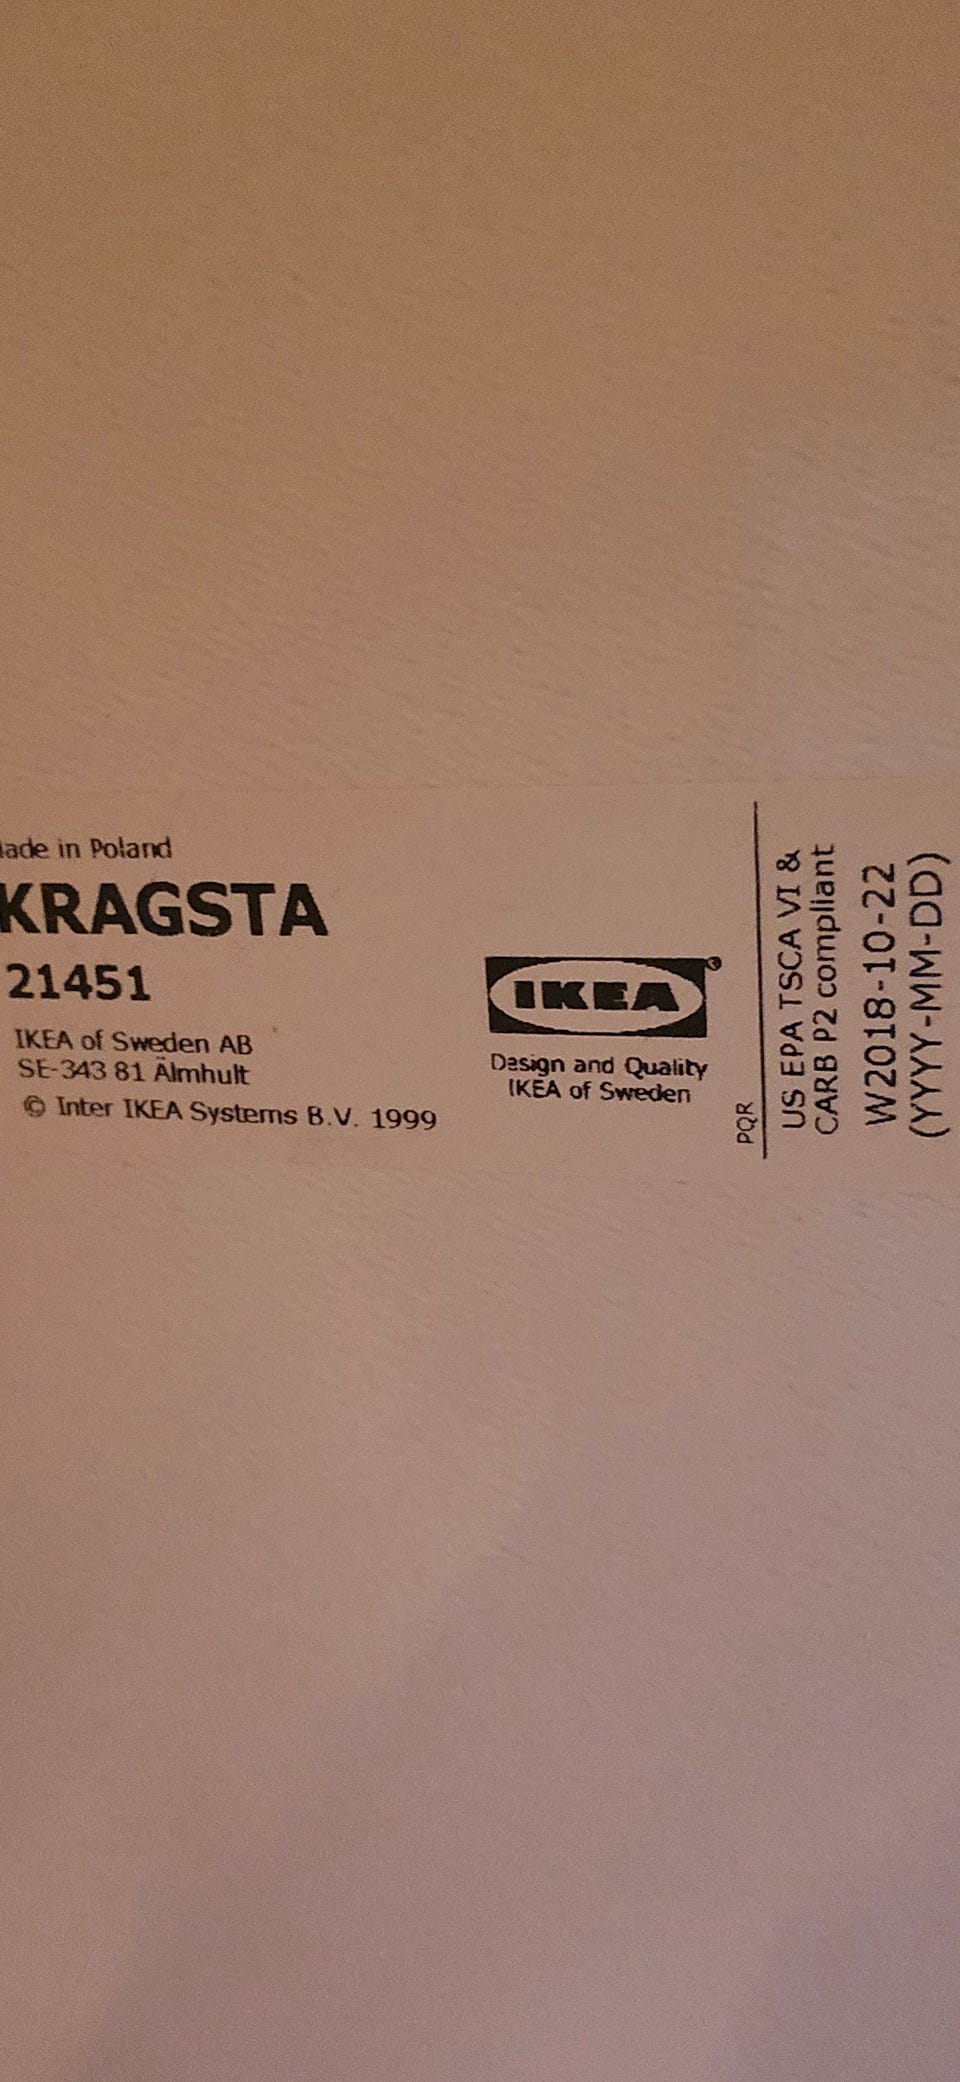 Made in Poland
KRAGSTA
21451
IKEA of Sweden AB
SE-343 81 Älmhult
© Inter IKEA Systems B.V. 1999
IKEA®
Design and Quality
IKEA of Sweden
PQR
US EPA TSCA VI &
CARB P2 compliant
W2018-10-22
(YYYY-MM-DD)